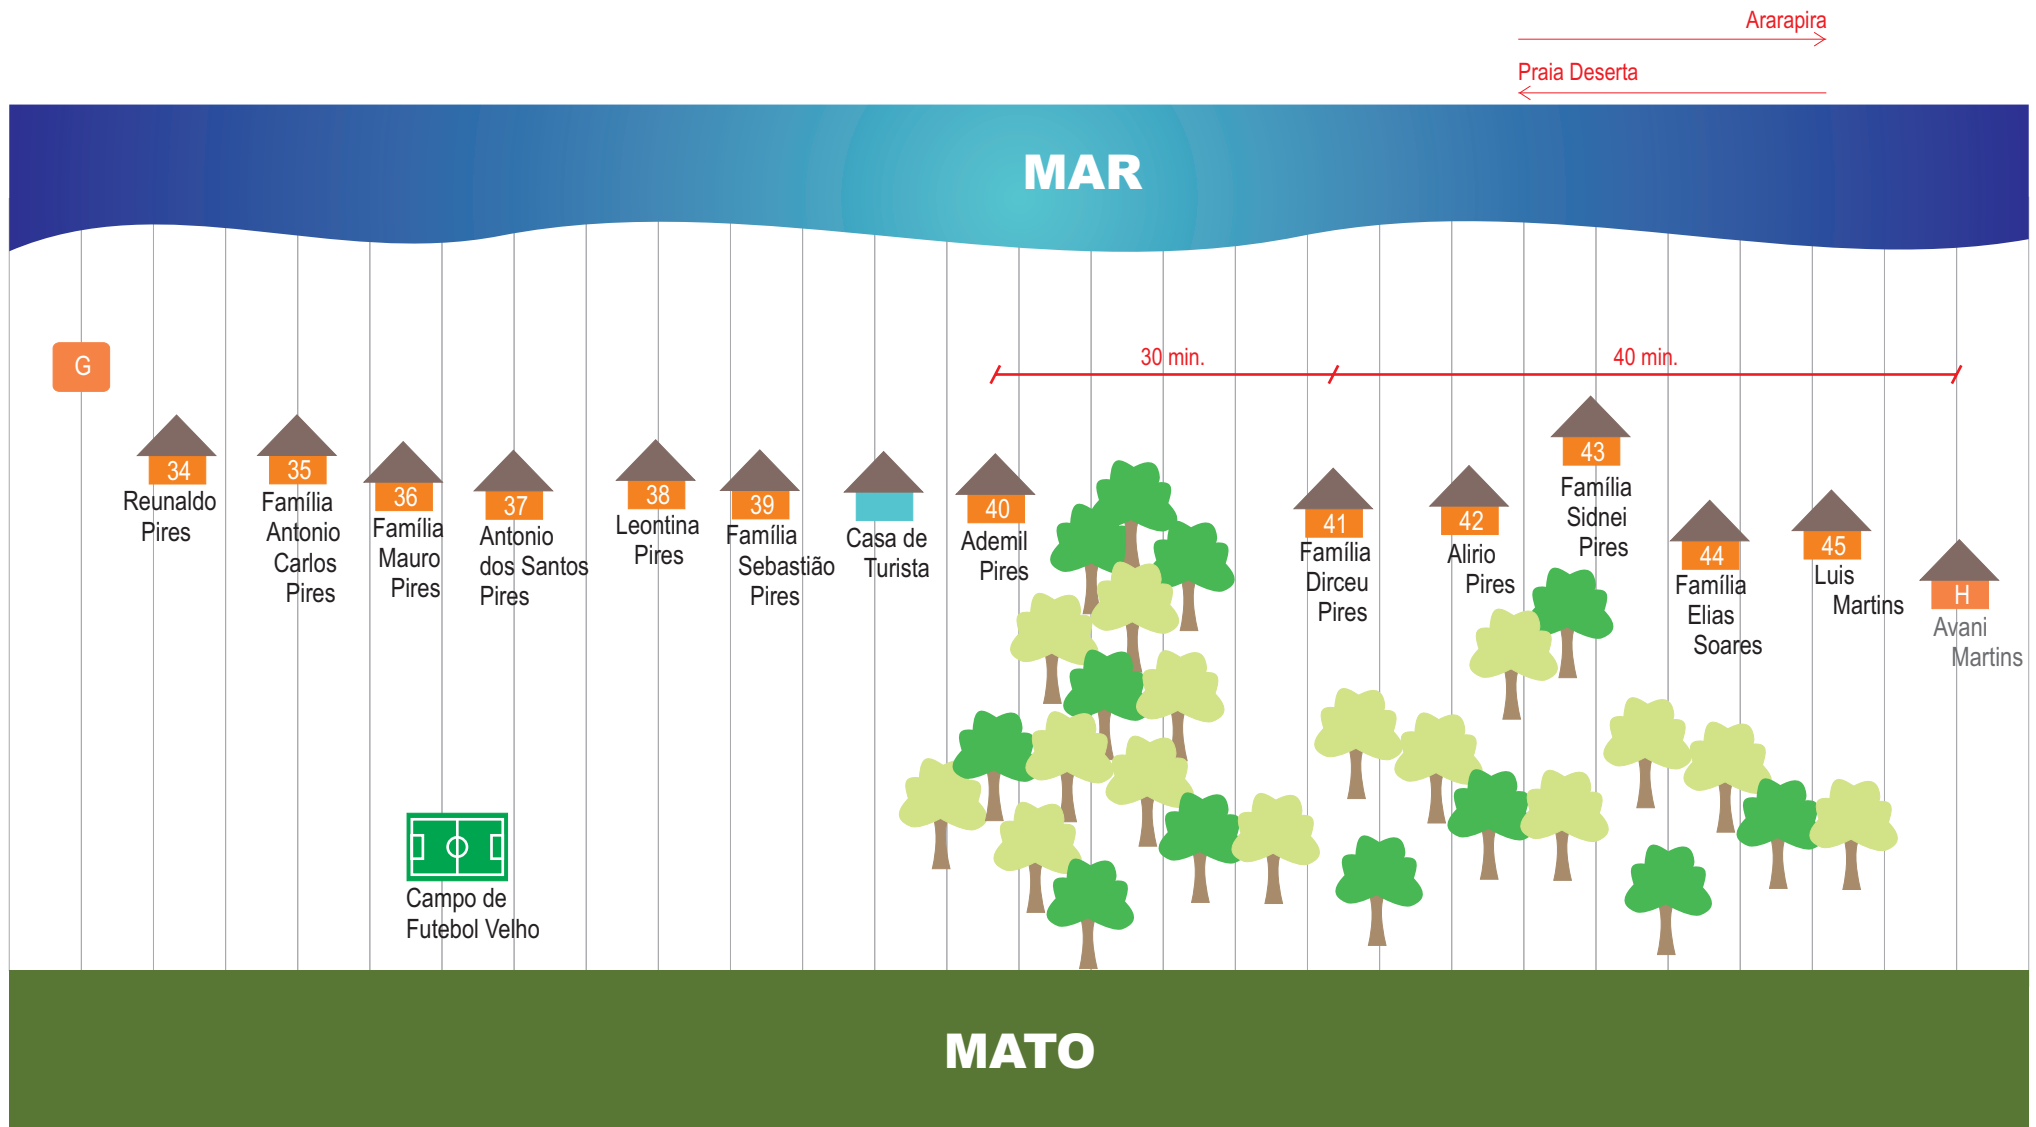 Ararapira
Praia Deserta
MAR
G
30 min.
40 min.
34
Reunaldo
Pires
35
Família
Antonio
Carlos
Pires
36
Família
Mauro
Pires
37
Antonio
dos Santos
Pires
38
Leontina
Pires
39
Família
Sebastião
Pires
Casa de
Turista
40
Ademil
Pires
41
Família
Dirceu
Pires
42
Alirio
Pires
43
Família
Sidnei
Pires
44
Família
Elias
Soares
45
Luis
Martins
H
Avani
Martins
Campo de
Futebol Velho
MATO